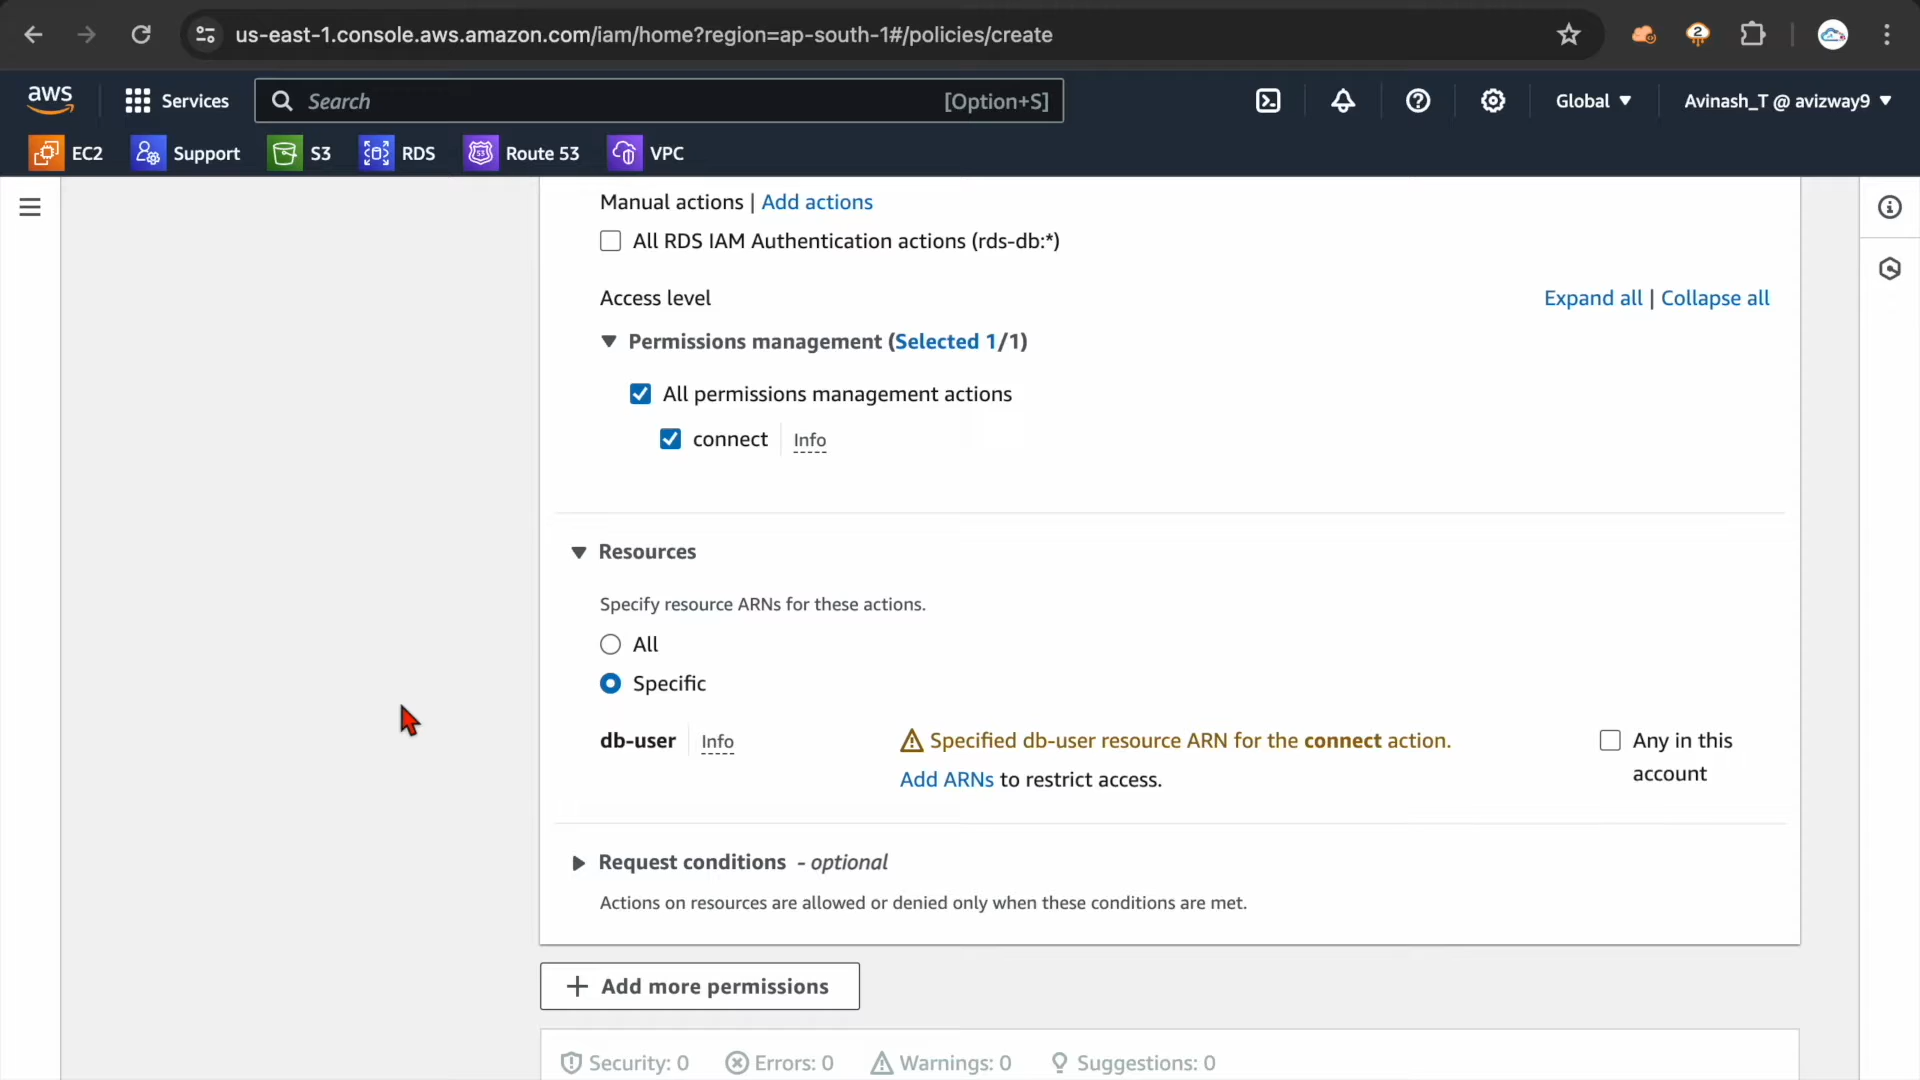 us-east-1.console.aws.amazon.com/iam/home?region=ap-south-1#/policies/create
2
aws
Services
Search
[Option+S]
Global
Avinash_T @ avizway9
EC2
Support
S3
RDS
53
Route 53
VPC
Manual actions | Add actions
All RDS IAM Authentication actions (rds-db:*)
Access level
Expand all | Collapse all
Permissions management (Selected 1/1)
All permissions management actions
connect
Info
Resources
Specify resource ARNs for these actions.
All
Specific
db-user
Info
Specified db-user resource ARN for the connect action.
Add ARNs to restrict access.
Any in this
account
Request conditions - optional
Actions on resources are allowed or denied only when these conditions are met.
Add more permissions
Security: 0
Errors: 0
Warnings: 0
Suggestions: 0